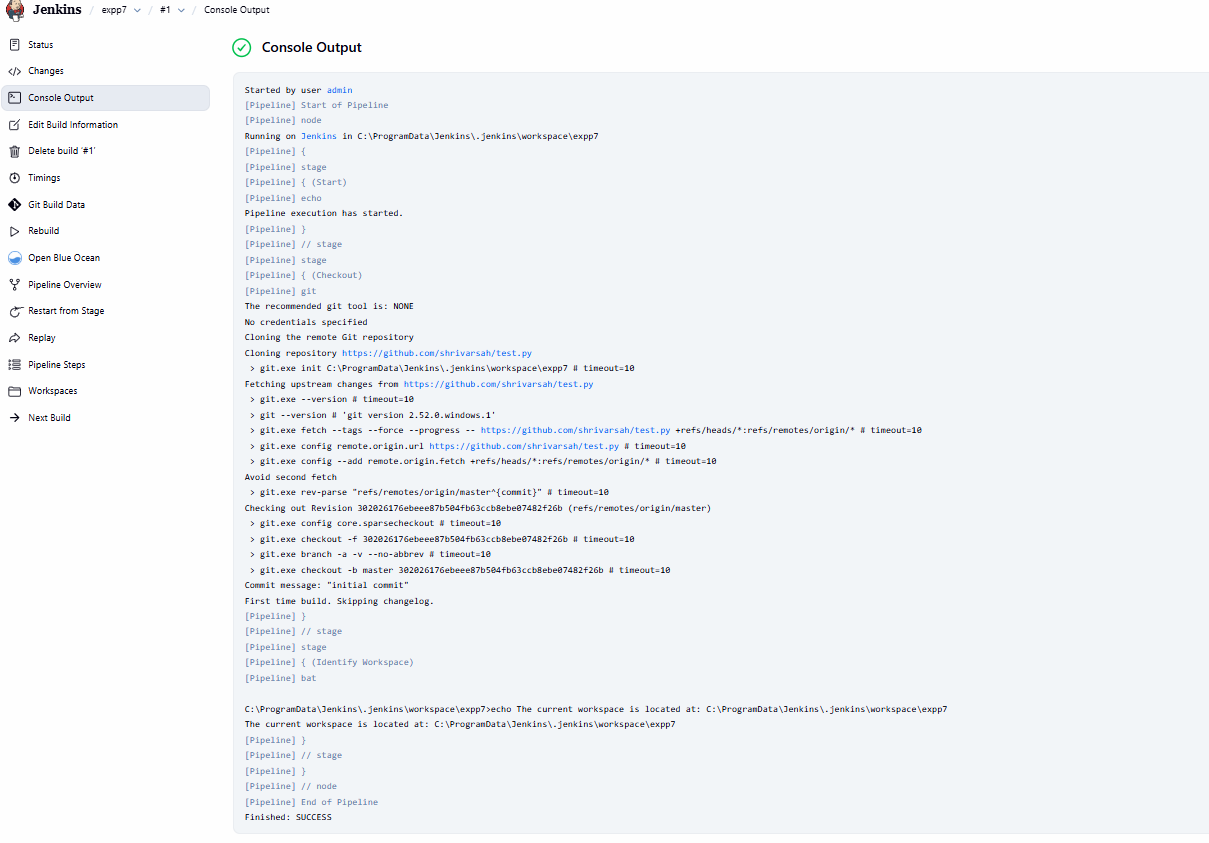 Jenkins / expp7 / #1 / Console Output
Status
Changes
Console Output
Edit Build Information
Delete build '#1'
Timings
Git Build Data
Rebuild
Open Blue Ocean
Pipeline Overview
Restart from Stage
Replay
Pipeline Steps
Workspaces
Next Build
Console Output
Started by user admin
[Pipeline] Start of Pipeline
[Pipeline] node
Running on Jenkins in C:\ProgramData\Jenkins\.jenkins\workspace\expp7
[Pipeline] {
[Pipeline] stage
[Pipeline] { (Start)
[Pipeline] echo
Pipeline execution has started.
[Pipeline] }
[Pipeline] // stage
[Pipeline] stage
[Pipeline] { (Checkout)
[Pipeline] git
The recommended git tool is: NONE
No credentials specified
Cloning the remote Git repository
Cloning repository https://github.com/shrivarsah/test.py
> git.exe init C:\ProgramData\Jenkins\.jenkins\workspace\expp7 # timeout=10
Fetching upstream changes from https://github.com/shrivarsah/test.py
> git.exe --version # timeout=10
> git --version # 'git version 2.52.0.windows.1'
> git.exe fetch --tags --force --progress -- https://github.com/shrivarsah/test.py +refs/heads/*:refs/remotes/origin/* # timeout=10
> git.exe config remote.origin.url https://github.com/shrivarsah/test.py # timeout=10
> git.exe config --add remote.origin.fetch +refs/heads/*:refs/remotes/origin/* # timeout=10
Avoid second fetch
> git.exe rev-parse "refs/remotes/origin/master^{commit}" # timeout=10
Checking out Revision 302026176ebeee87b504fb63ccb8ebe07482f26b (refs/remotes/origin/master)
> git.exe config core.sparsecheckout # timeout=10
> git.exe checkout -f 302026176ebeee87b504fb63ccb8ebe07482f26b # timeout=10
> git.exe branch -a -v --no-abbrev # timeout=10
> git.exe checkout -b master 302026176ebeee87b504fb63ccb8ebe07482f26b # timeout=10
Commit message: "initial commit"
First time build. Skipping changelog.
[Pipeline] }
[Pipeline] // stage
[Pipeline] stage
[Pipeline] { (Identify Workspace)
[Pipeline] bat
C:\ProgramData\Jenkins\.jenkins\workspace\expp7>echo The current workspace is located at: C:\ProgramData\Jenkins\.jenkins\workspace\expp7
The current workspace is located at: C:\ProgramData\Jenkins\.jenkins\workspace\expp7
[Pipeline] }
[Pipeline] // stage
[Pipeline] }
[Pipeline] // node
[Pipeline] End of Pipeline
Finished: SUCCESS